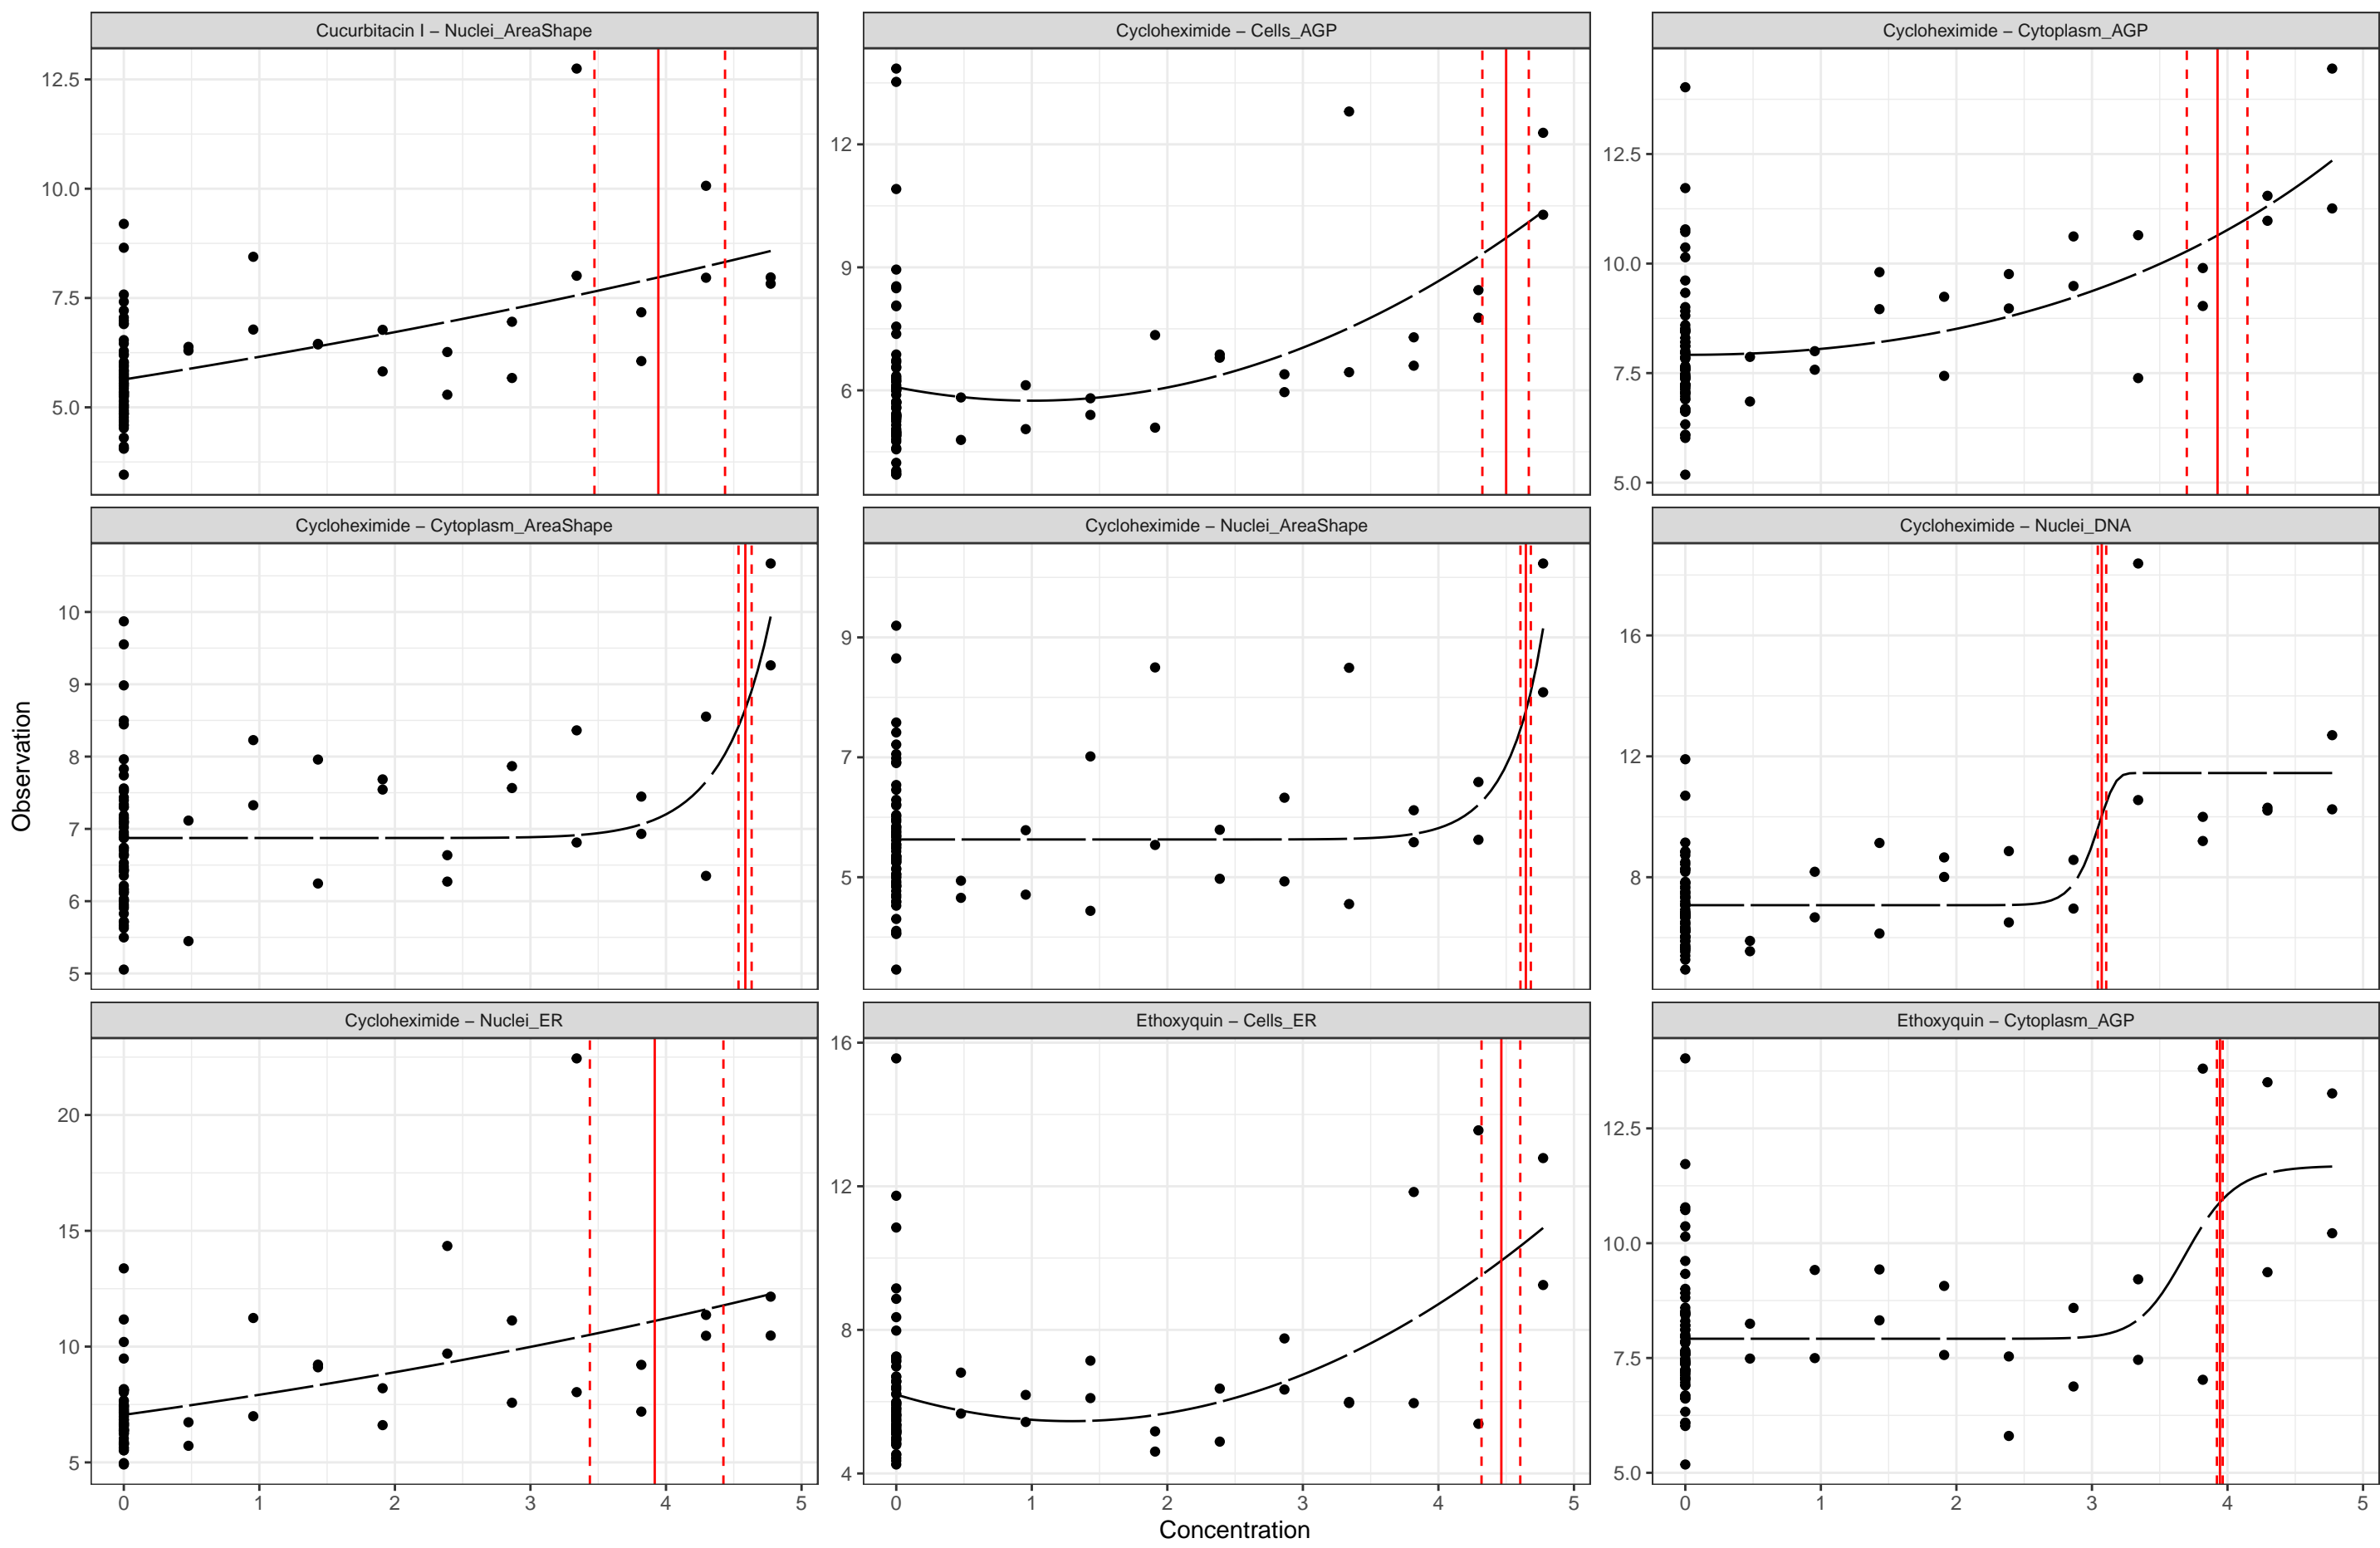 Cucurbitacin I – Nuclei_AreaShape
12.5
10.0
7.5
5.0
Cycloheximide – Cells_AGP
12
9
6
Cycloheximide – Cytoplasm_AGP
12.5
10.0
7.5
5.0
Observation
Cycloheximide – Cytoplasm_AreaShape
10
9
8
7
6
5
Cycloheximide – Nuclei_AreaShape
9
7
5
Cycloheximide – Nuclei_DNA
16
12
8
Cycloheximide – Nuclei_ER
20
15
10
5
0 1 2 3 4 5
Ethoxyquin – Cells_ER
16
12
8
4
0 1 2 3 4 5
Ethoxyquin – Cytoplasm_AGP
12.5
10.0
7.5
5.0
0 1 2 3 4 5
Concentration